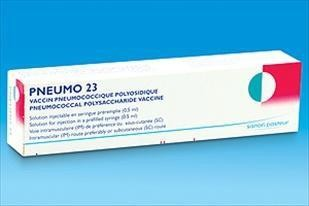 PNEUMO 23
VACCIN PNEUMOCOCCIQUE POLYOSIDIQUE
PNEUMOCOCCAL POLYSACCHARIDE VACCINE
Solution injectable en seringue préremplie (0.5 ml)
Solution for injection in a prefilled syringe (0.5 ml)
Voie intramusculaire (IM) de préférence ou sous-cutanée (SC)
Intramuscular (IM) route preferably or subcutaneous (SC) route
sanofi pasteur